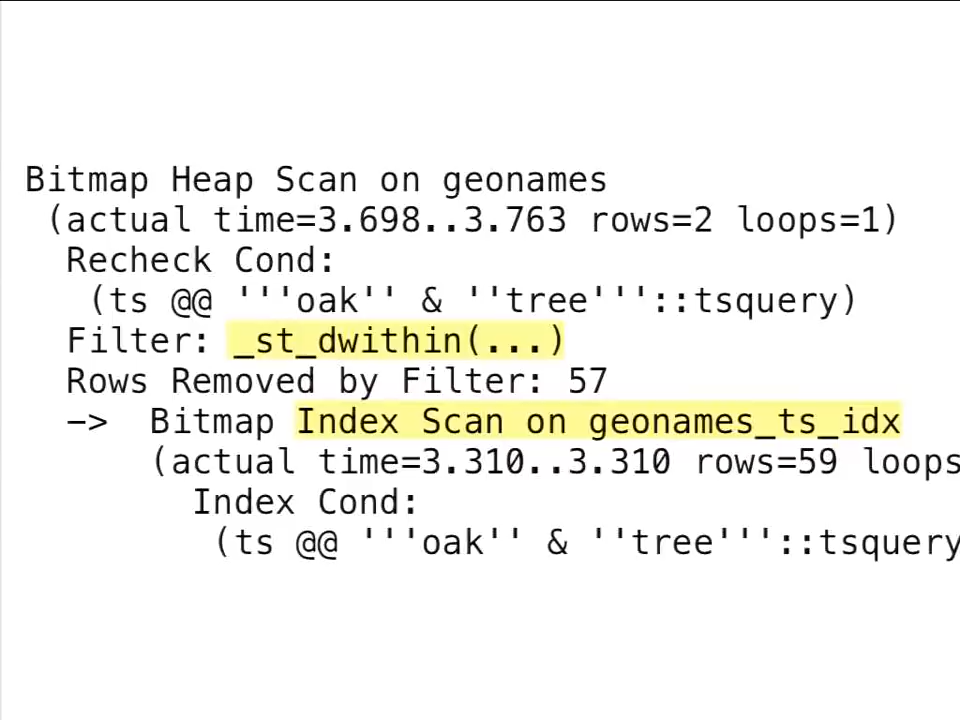 Bitmap Heap Scan on geonames
(actual time=3.698..3.763 rows=2 loops=1)
Recheck Cond:
(ts @@ '''oak'' & ''tree'''::tsquery)
Filter: _st_dwithin(...)
Rows Removed by Filter: 57
—> Bitmap Index Scan on geonames_ts_idx
(actual time=3.310..3.310 rows=59 loops
Index Cond:
(ts @@ '''oak'' & ''tree'''::tsquery